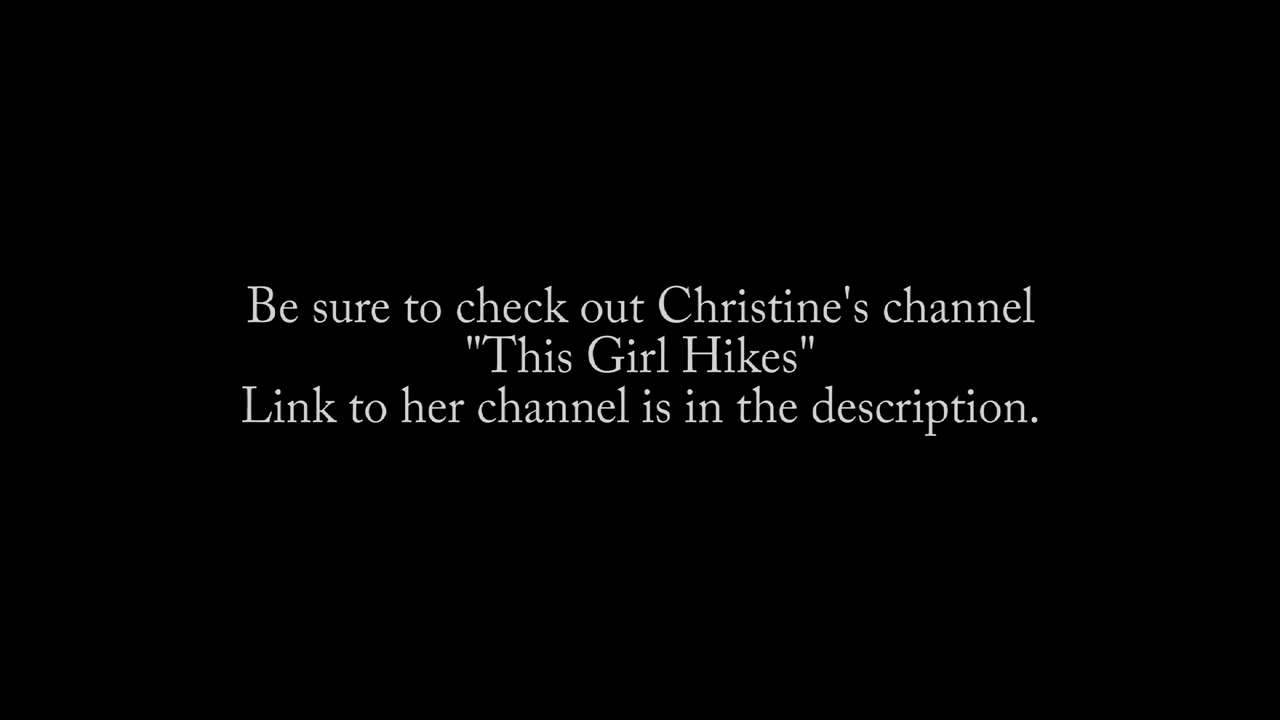 Be sure to check out Christine's channel
"This Girl Hikes"
Link to her channel is in the description.